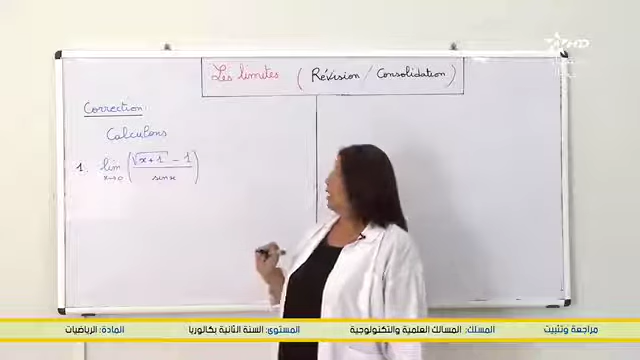 HD
Les limites ( Révision / Consolidation )
Correction
Calculons
1. lim x→0 ( (√x+1 - 1) / sin x )
مراجعة وتثبيت المسلك: المسالك العلمية والتكنولوجية المستوى: السنة الثانية بكالوريا المادة: الرياضيات